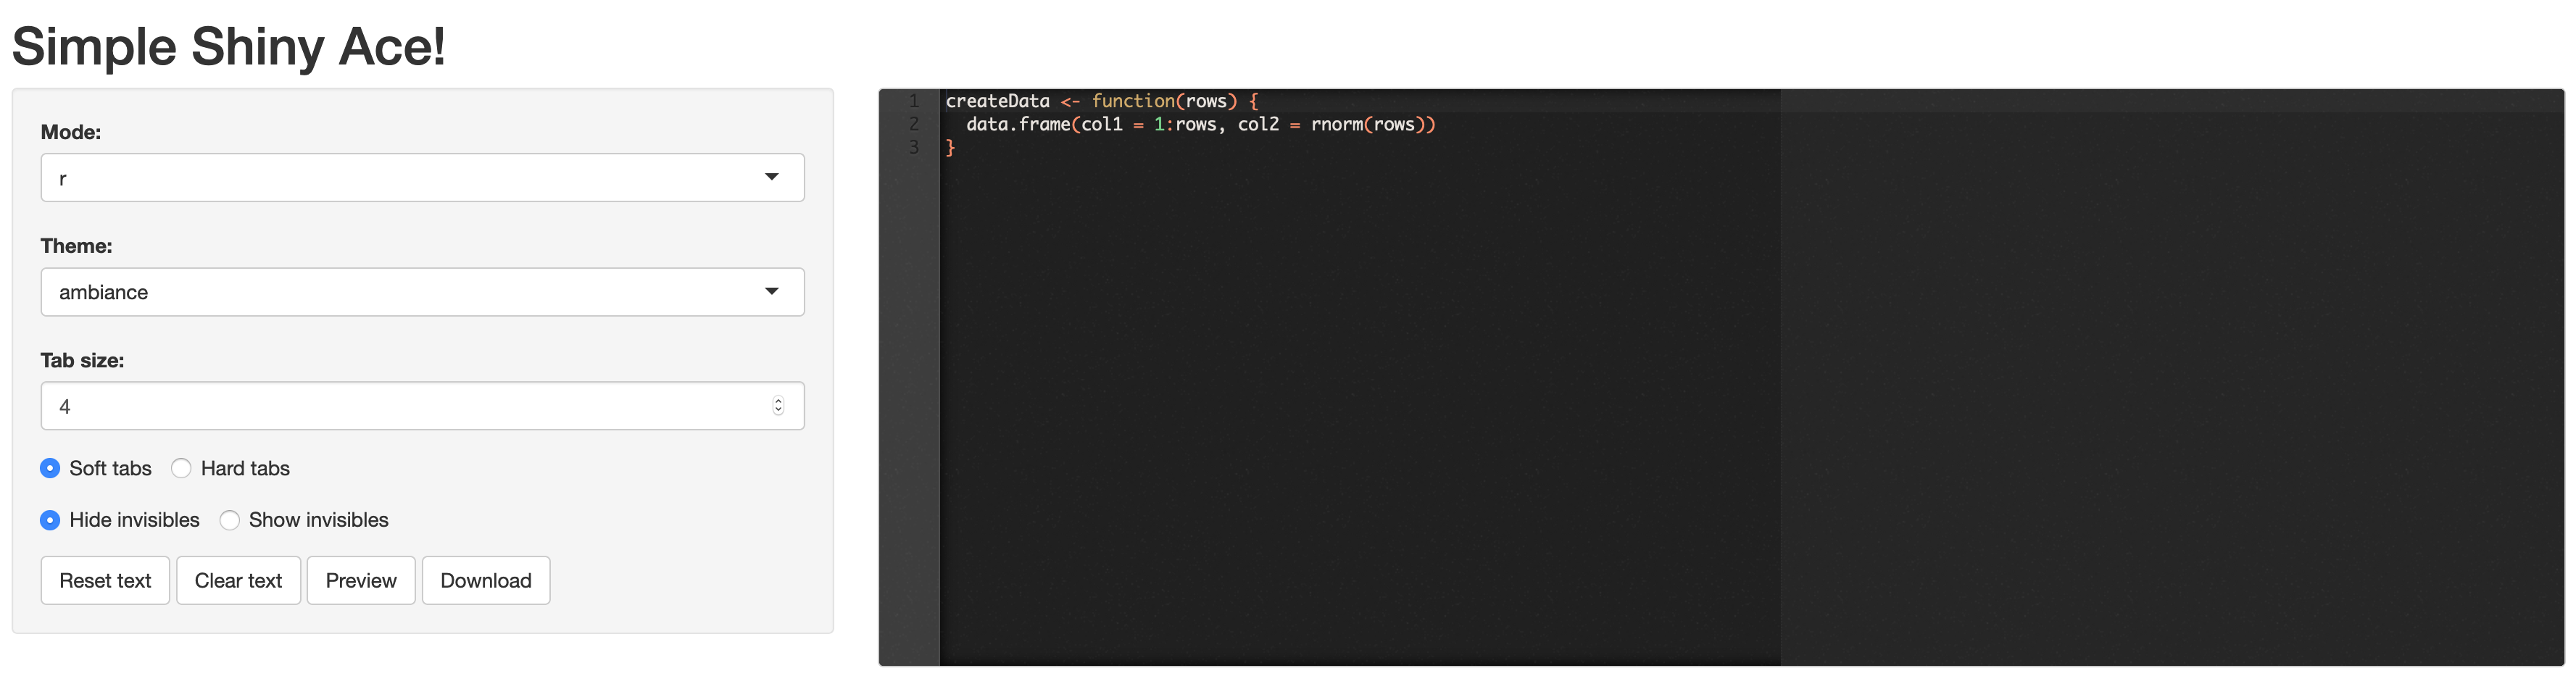 Simple Shiny Ace!
Mode:
r
Theme:
ambiance
Tab size:
4
Soft tabs Hard tabs
Hide invisibles Show invisibles
Reset text Clear text Preview Download
1 createData <- function(rows) {
2   data.frame(col1 = 1:rows, col2 = rnorm(rows))
3 }